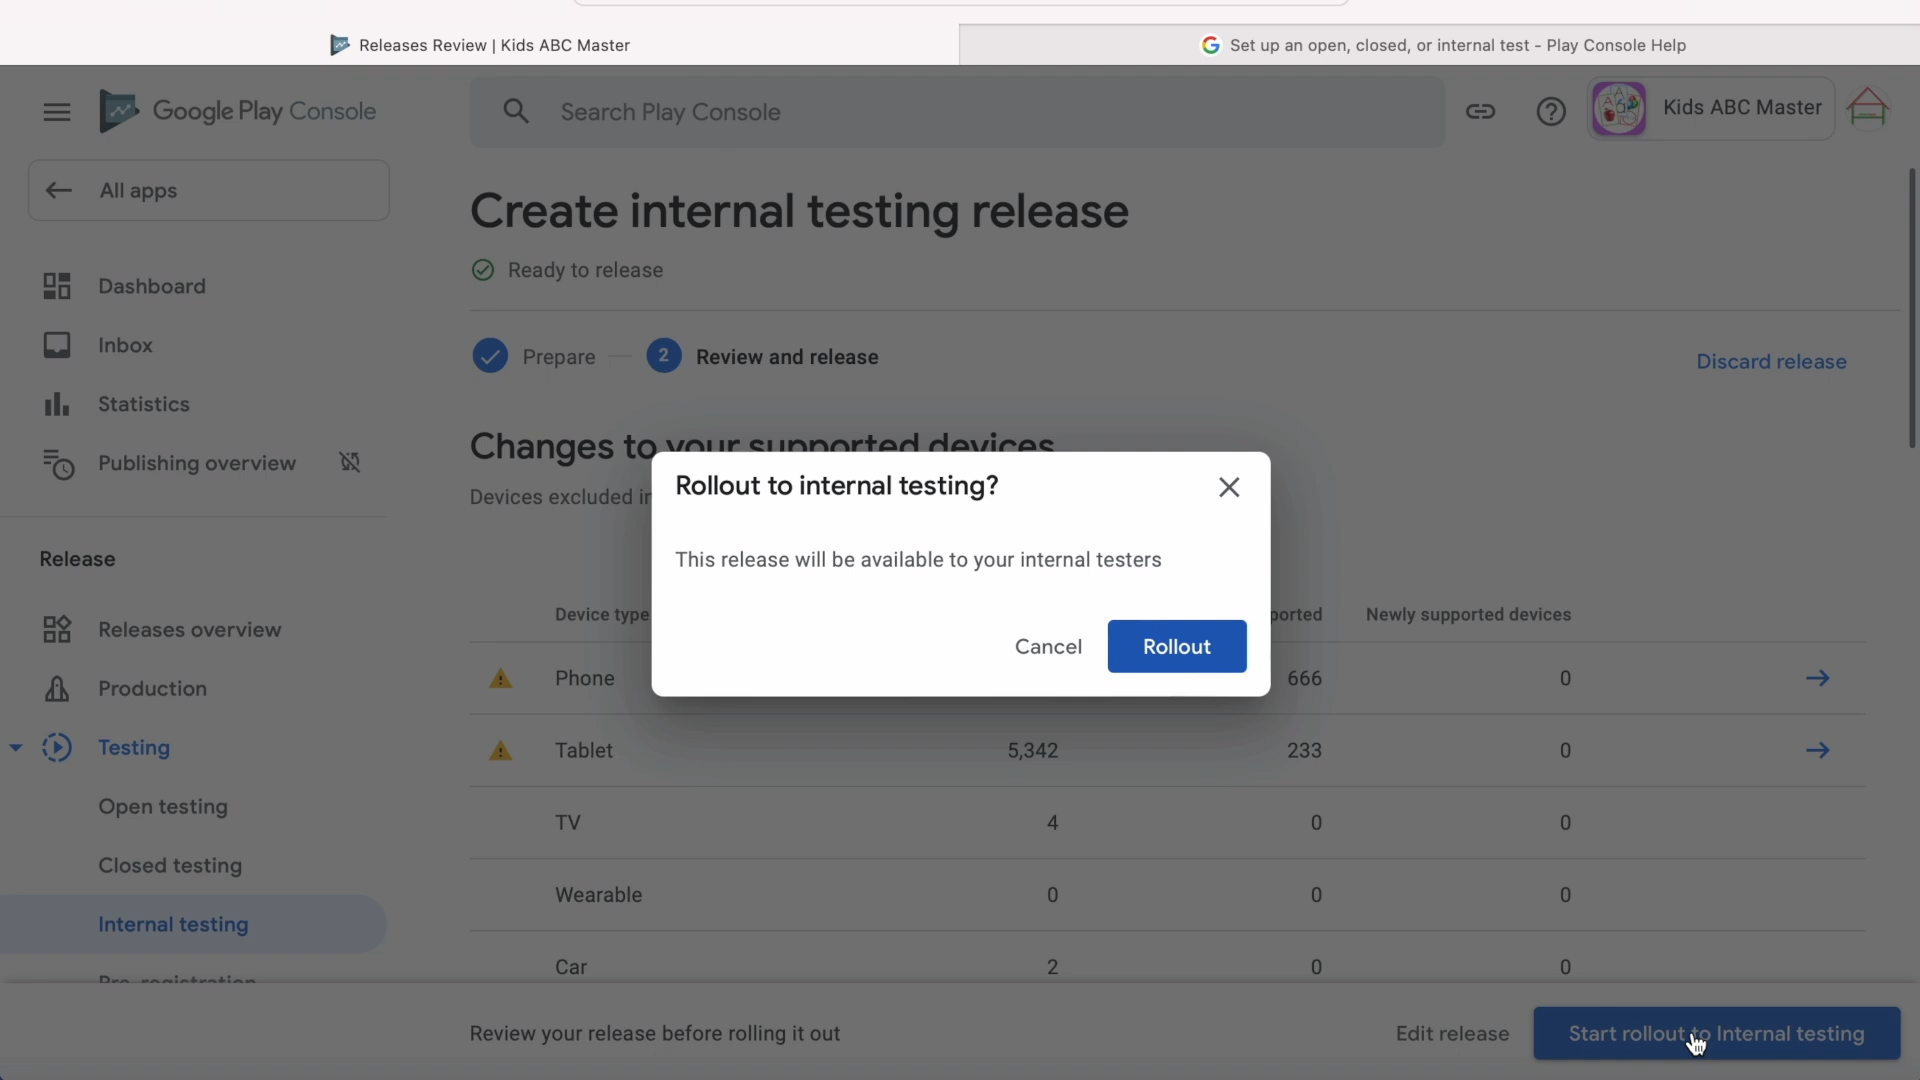 Releases Review | Kids ABC Master
Set up an open, closed, or internal test - Play Console Help
Google Play Console
Search Play Console
Kids ABC Master
All apps
Dashboard
Inbox
Statistics
Publishing overview
Release
Releases overview
Production
Testing
Open testing
Closed testing
Internal testing
Pre-registration
Create internal testing release
Ready to release
Prepare
2 Review and release
Discard release
Changes to your supported devices
Devices excluded
Rollout to internal testing?
This release will be available to your internal testers
Cancel
Rollout
Device type Newly supported devices
Phone 666 0
Tablet 5,342 233 0
TV 4 0 0
Wearable 0 0 0
Car 2 0 0
Review your release before rolling it out
Edit release
Start rollout to Internal testing